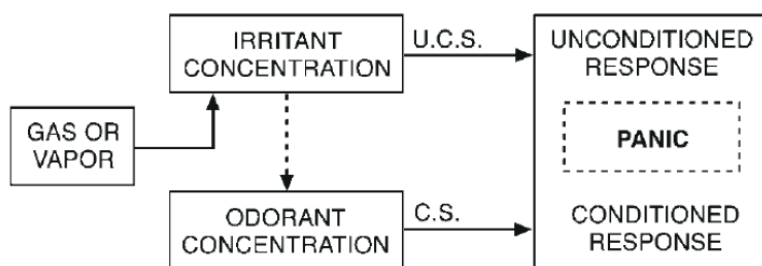 IRRITANT
CONCENTRATION
U.C.S.
UNCONDITIONED
RESPONSE
GAS OR
VAPOR
PANIC
ODORANT
CONCENTRATION
C.S.
CONDITIONED
RESPONSE